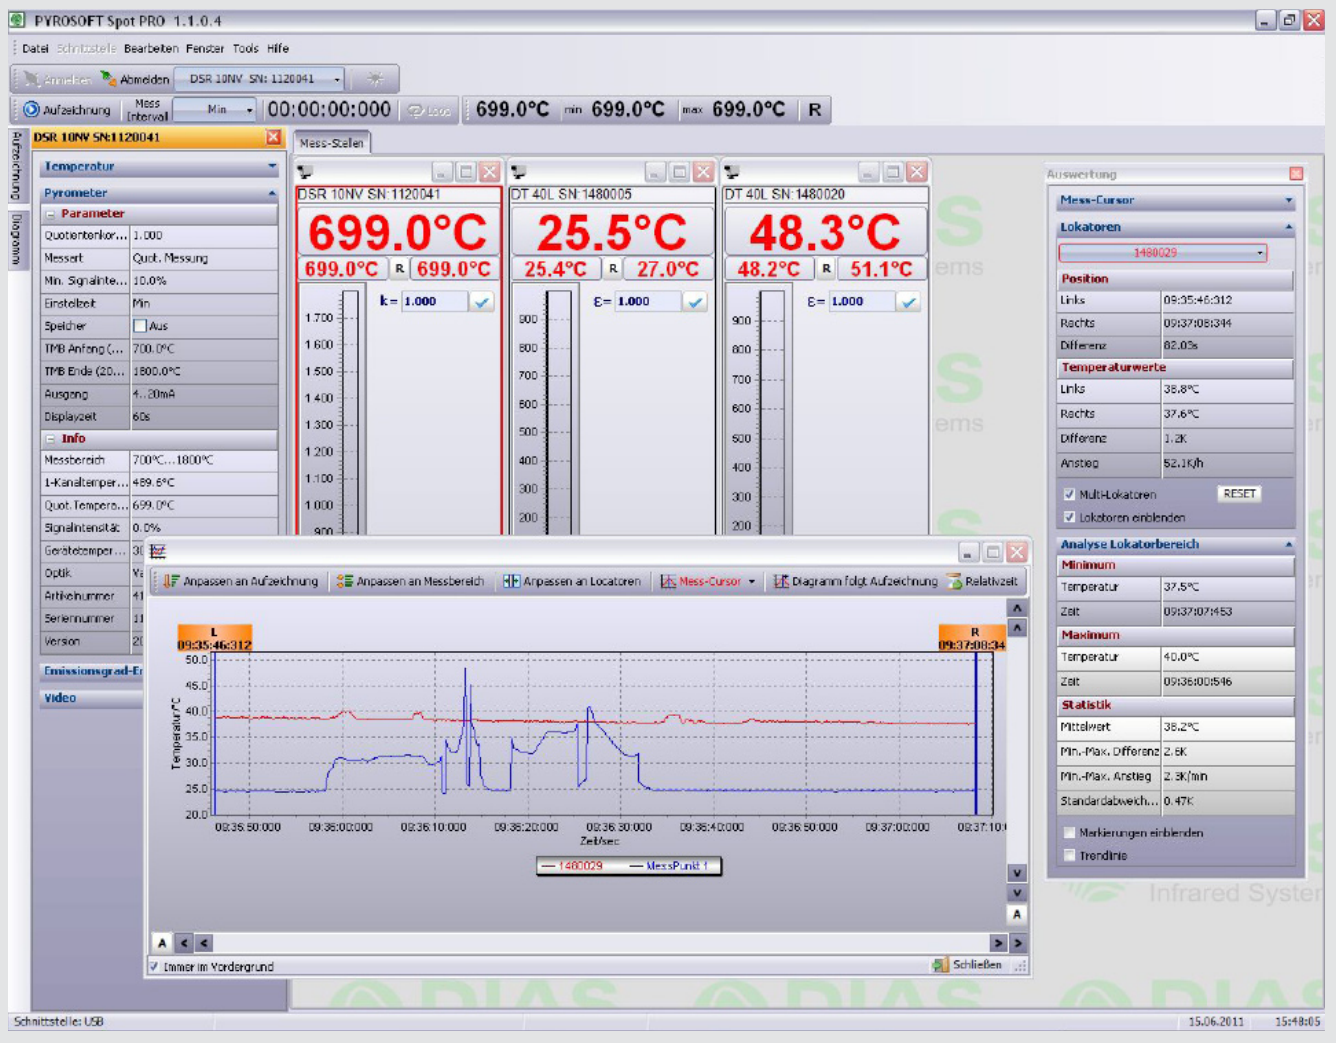 PYROSOFT Spot PRO 1.1.0.4
Datei Schnittstelle Bearbeiten Fenster Tools Hilfe
Anmelden Abmelden DSR 10NV SN: 1120041
Aufzeichnung Mess Intervall Min 00:00:00:000 Loop 699.0°C min 699.0°C max 699.0°C R
Aufzeichnung
Diagramm
DSR 10NV SN:1120041
Temperatur
Pyrometer
Parameter
Quotientenkor... 1.000
Messart Quot. Messung
Min. Signalinte... 10.0%
Einstellzeit Min
Speicher Aus
TMB Anfang (... 700.0°C
TMB Ende (20... 1800.0°C
Ausgang 4..20mA
Displayzeit 60s
Info
Messbereich 700°C...1800°C
1-Kanaltemper... 489.6°C
Quot.Tempera... 699.0°C
Signalintensität 0.0%
Gerätetemper... 30
Optik
Artikelnummer 41
Seriennummer 11
Version 20
Emissionsgrad-Er
Video
Mess-Stellen
DSR 10NV SN:1120041
699.0°C
699.0°C R 699.0°C
k= 1.000
1.700
1.600
1.500
1.400
1.300
1.200
1.100
1.000
900
DT 40L SN:1480005
25.5°C
25.4°C R 27.0°C
ε= 1.000
900
800
700
600
500
400
300
200
DT 40L SN:1480020
48.3°C
48.2°C R 51.1°C
ε= 1.000
900
800
700
600
500
400
300
200
Auswertung
Mess-Cursor
Lokatoren
1480029
Position
Links 09:35:46:312
Rechts 09:37:08:344
Differenz 82.03s
Temperaturwerte
Links 38.8°C
Rechts 37.6°C
Differenz 1.2K
Anstieg 52.1K/h
Multi-Lokatoren RESET
Lokatoren einblenden
Analyse Lokatorbereich
Minimum
Temperatur 37.5°C
Zeit 09:37:07:453
Maximum
Temperatur 40.0°C
Zeit 09:36:00:546
Statistik
Mittelwert 38.2°C
Min.-Max. Differenz 2.6K
Min.-Max. Anstieg 2.3K/min
Standardabweich... 0.47K
Markierungen einblenden
Trendlinie
Anpassen an Aufzeichnung Anpassen an Messbereich Anpassen an Locatoren Mess-Cursor Diagramm folgt Aufzeichnung Relativzeit
L
09:35:46:312
R
09:37:08:34
Temperatur/°C
50.0
45.0
40.0
35.0
30.0
25.0
20.0
09:35:50:000 09:36:00:000 09:36:10:000 09:36:20:000 09:36:30:000 09:36:40:000 09:36:50:000 09:37:00:000 09:37:10:
Zeit/sec
1480029 MessPunkt 1
A
A
Immer im Vordergrund Schließen
Infrared System
DIAS DIAS DIAS
Schnittstelle: USB 15.06.2011 15:48:05